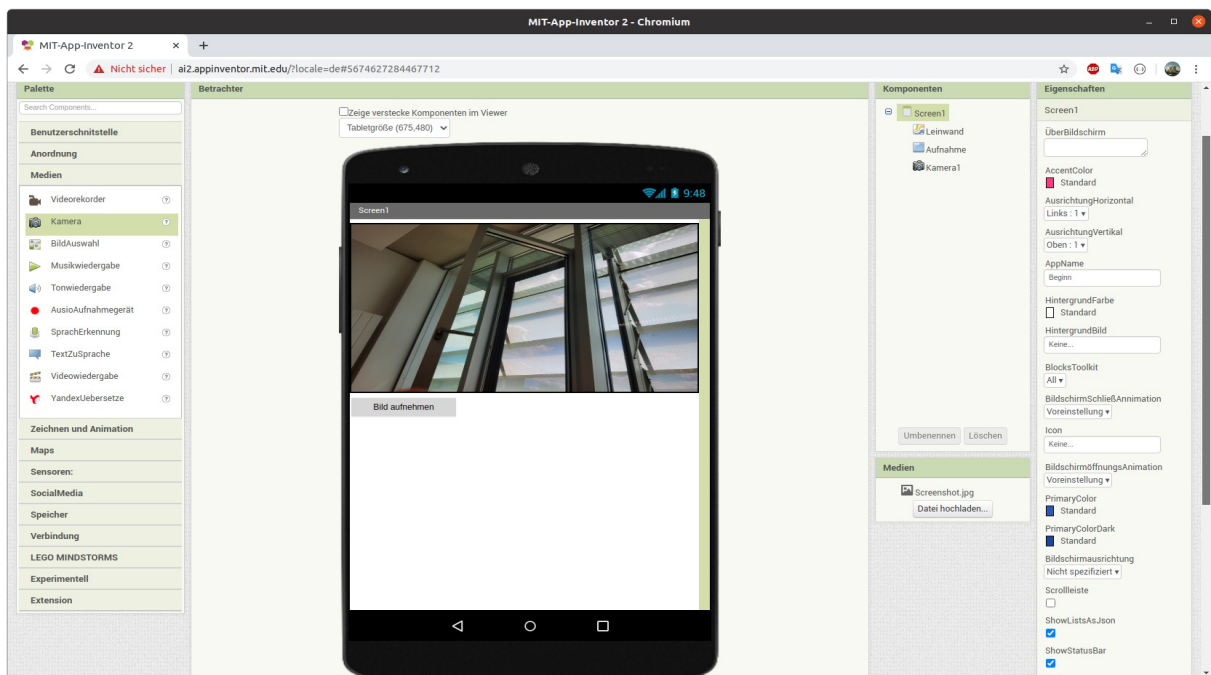 MIT-App-Inventor 2 - Chromium
MIT-App-Inventor 2
Nicht sicher | ai2.appinventor.mit.edu/?locale=de#5674627284467712
ABP
Palette
Search Components...
Benutzerschnitstelle
Anordnung
Medien
Videorekorder
Kamera
BildAuswahl
Musikwiedergabe
Tonwiedergabe
AusioAufnahmegerät
SprachErkennung
TextZuSprache
Videowiedergabe
YandexUebersetze
Zeichnen und Animation
Maps
Sensoren:
SocialMedia
Speicher
Verbindung
LEGO MINDSTORMS
Experimentell
Extension
Betrachter
Zeige verstecke Komponenten im Viewer
Tabletgröße (675,480)
9:48
Screen1
Bild aufnehmen
Komponenten
Screen1
Leinwand
Aufnahme
Kamera1
Umbenennen Löschen
Medien
Screenshot.jpg
Datei hochladen...
Eigenschaften
Screen1
ÜberBildschirm
AccentColor
Standard
AusrichtungHorizontal
Links : 1
AusrichtungVertikal
Oben : 1
AppName
Beginn
HintergrundFarbe
Standard
HintergrundBild
Keine...
BlocksToolkit
All
BildschirmSchließAnnimation
Voreinstellung
Icon
Keine...
BildschirmöffnungsAnimation
Voreinstellung
PrimaryColor
Standard
PrimaryColorDark
Standard
Bildschirmausrichtung
Nicht spezifiziert
Scrollleiste
ShowListsAsJson
ShowStatusBar